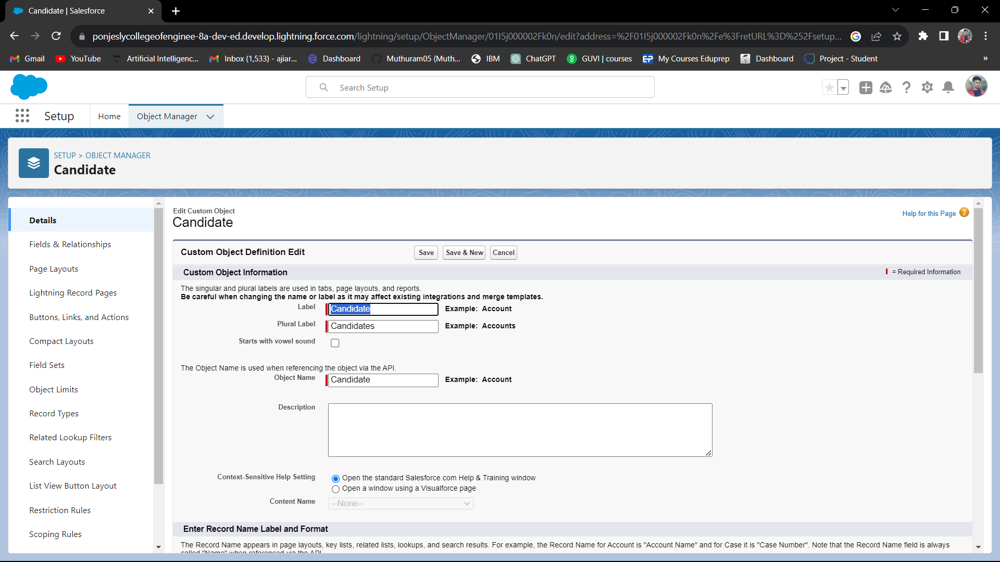 Candidate | Salesforce
ponjeslycollegeofenginee-8a-dev-ed.develop.lightning.force.com/lightning/setup/ObjectManager/01I5j000002Fk0n/edit?address=%2F01I5j000002Fk0n%2Fe%3FretURL%3D%252Fsetup...
Gmail YouTube Artificial Intelligenc... Inbox (1,533) - ajiar... Dashboard Muthuram05 (Muth... IBM ChatGPT GUVI | courses My Courses Eduprep Dashboard Project - Student »
Search Setup
Setup Home Object Manager
SETUP > OBJECT MANAGER
Candidate
Details
Fields & Relationships
Page Layouts
Lightning Record Pages
Buttons, Links, and Actions
Compact Layouts
Field Sets
Object Limits
Record Types
Related Lookup Filters
Search Layouts
List View Button Layout
Restriction Rules
Scoping Rules
Edit Custom Object
Candidate
Help for this Page ?
Custom Object Definition Edit Save Save & New Cancel
Custom Object Information = Required Information
The singular and plural labels are used in tabs, page layouts, and reports.
Be careful when changing the name or label as it may affect existing integrations and merge templates.
Label Candidate Example: Account
Plural Label Candidates Example: Accounts
Starts with vowel sound
The Object Name is used when referencing the object via the API.
Object Name Candidate Example: Account
Description
Context-Sensitive Help Setting Open the standard Salesforce.com Help & Training window
Open a window using a Visualforce page
Content Name --None--
Enter Record Name Label and Format
The Record Name appears in page layouts, key lists, related lists, lookups, and search results. For example, the Record Name for Account is "Account Name" and for Case it is "Case Number". Note that the Record Name field is always
called "Name" when referenced via the API.